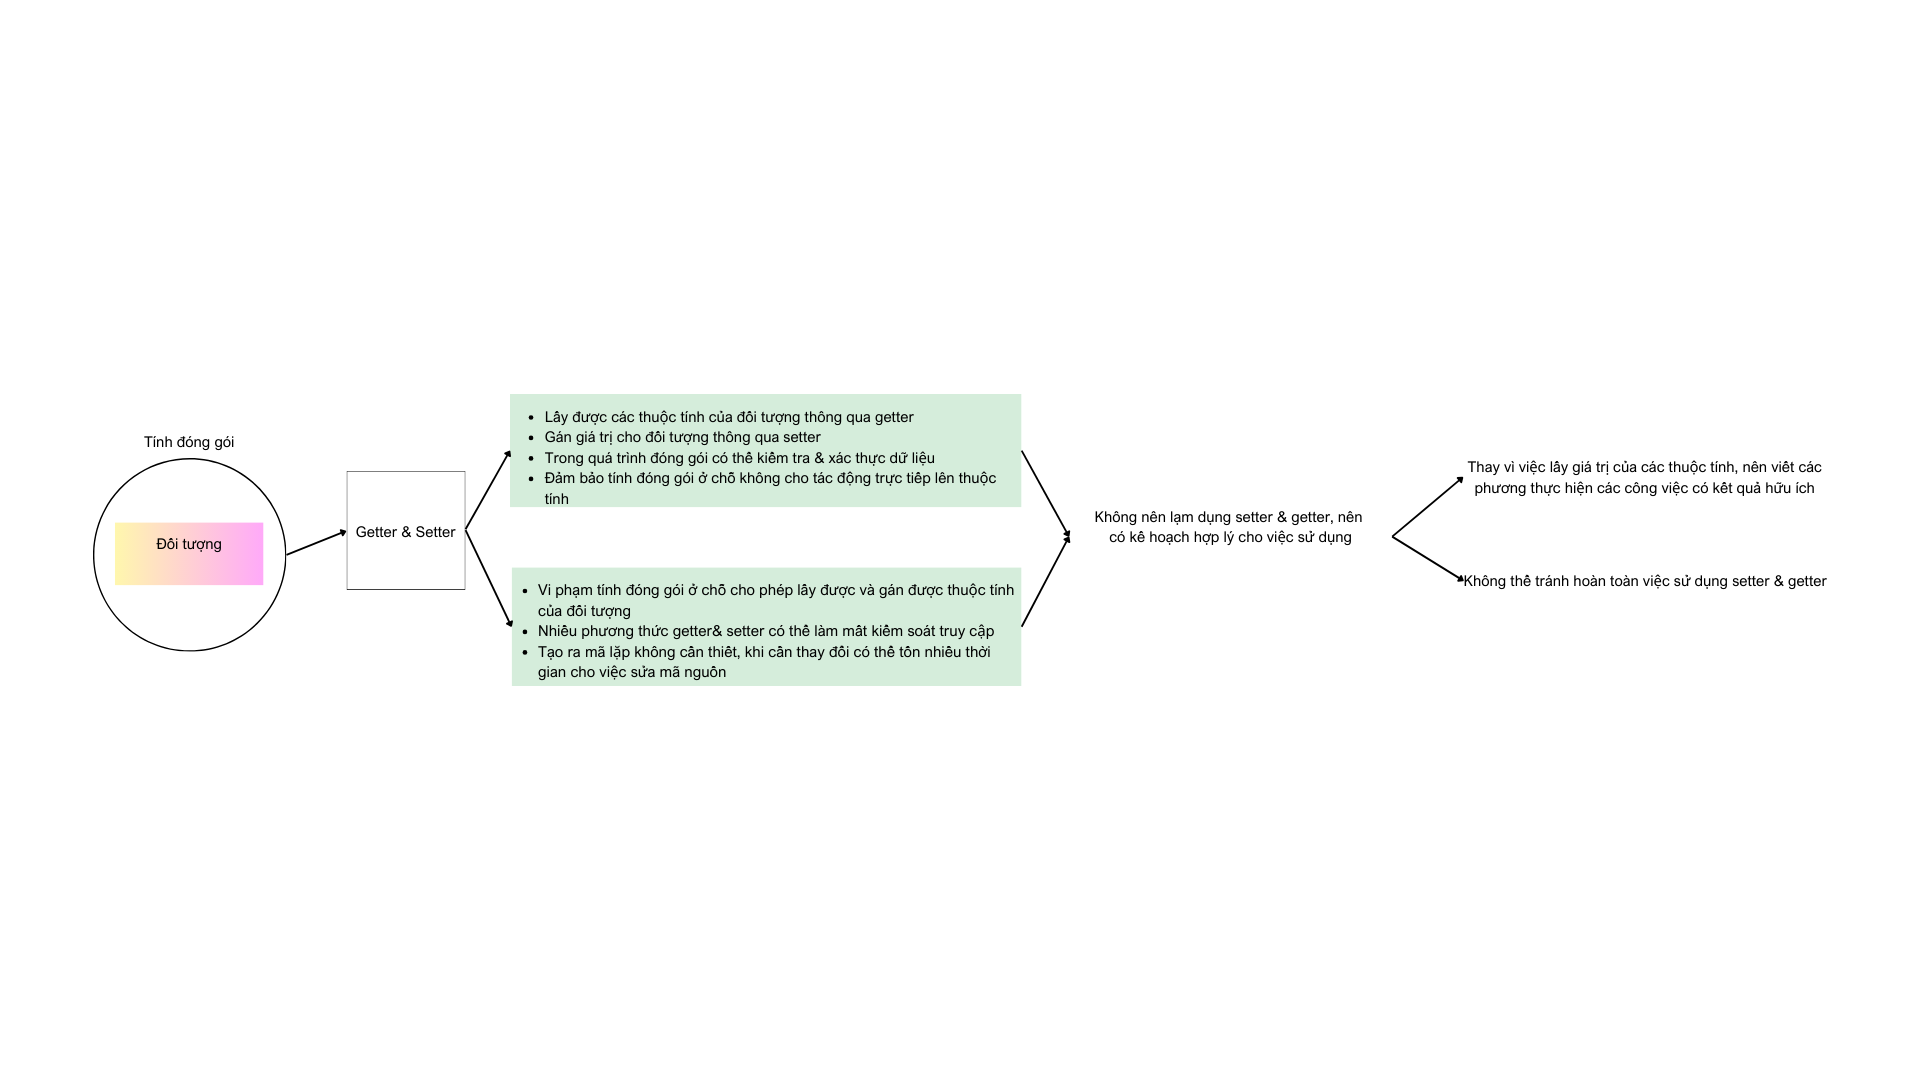 Tính đóng gói
Đối tượng
Getter & Setter
• Lấy được các thuộc tính của đối tượng thông qua getter
• Gán giá trị cho đối tượng thông qua setter
• Trong quá trình đóng gói có thể kiểm tra & xác thực dữ liệu
• Đảm bảo tính đóng gói ở chỗ không cho tác động trực tiếp lên thuộc
tính
• Vi phạm tính đóng gói ở chỗ cho phép lấy được và gán được thuộc tính
của đối tượng
• Nhiều phương thức getter& setter có thể làm mất kiểm soát truy cập
• Tạo ra mã lặp không cần thiết, khi cần thay đổi có thể tốn nhiều thời
gian cho việc sửa mã nguồn
Không nên lạm dụng setter & getter, nên
có kế hoạch hợp lý cho việc sử dụng
Thay vì việc lấy giá trị của các thuộc tính, nên viết các
phương thực hiện các công việc có kết quả hữu ích
Không thể tránh hoàn toàn việc sử dụng setter & getter